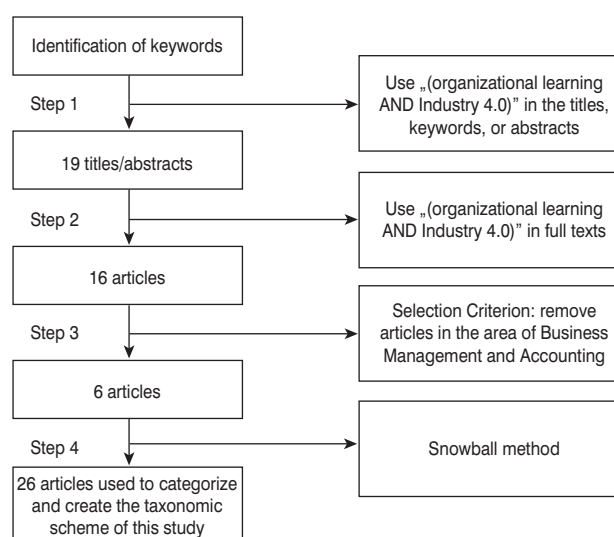 Identification of keywords
Step 1
Use „(organizational learning
AND Industry 4.0)” in the titles,
keywords, or abstracts
19 titles/abstracts
Step 2
Use „(organizational learning
AND Industry 4.0)” in full texts
16 articles
Step 3
Selection Criterion: remove
articles in the area of Business
Management and Accounting
6 articles
Step 4
Snowball method
26 articles used to categorize
and create the taxonomic
scheme of this study